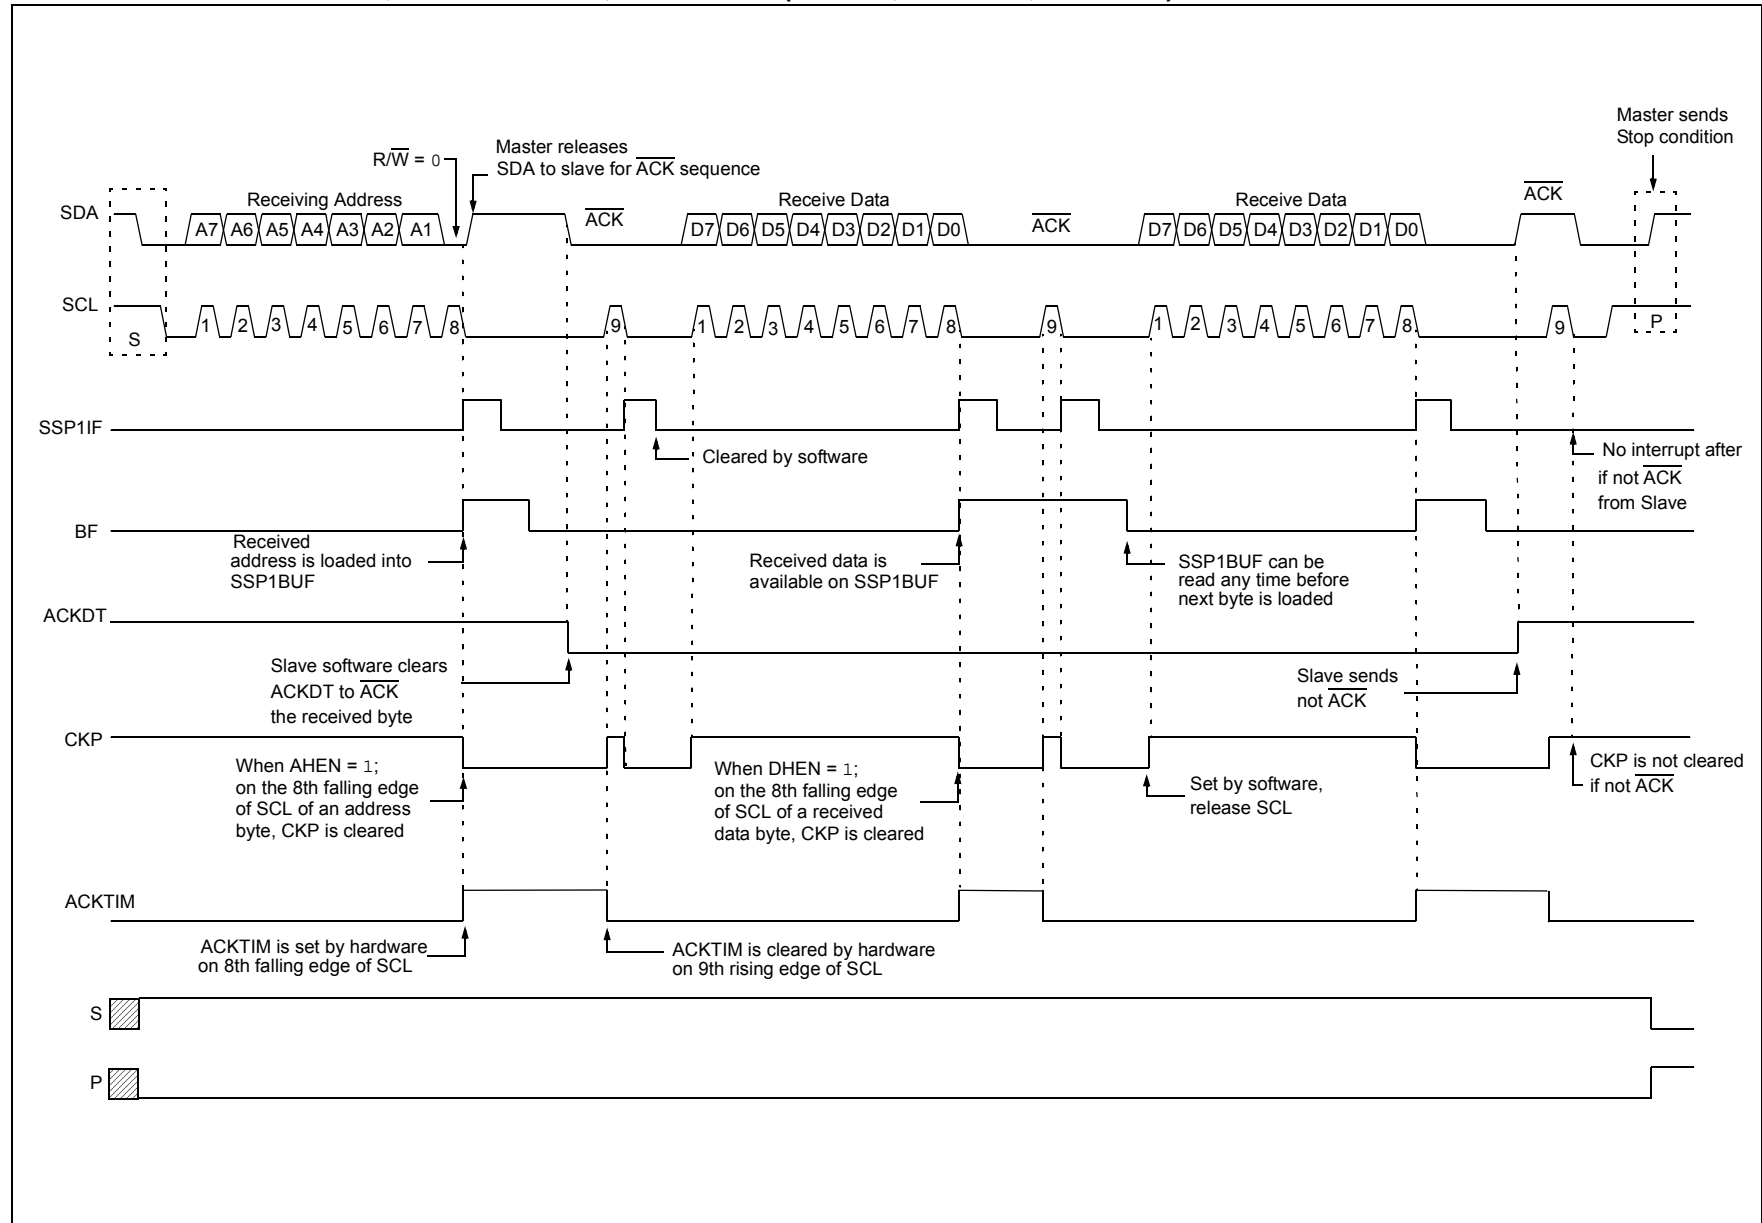 Master sends
Stop condition
R/W = 0
Master releases
SDA to slave for ACK sequence
Receiving Address
ACK
Receive Data
ACK
Receive Data
ACK
SDA
A7 A6 A5 A4 A3 A2 A1
D7 D6 D5 D4 D3 D2 D1 D0
D7 D6 D5 D4 D3 D2 D1 D0
SCL
S
1 2 3 4 5 6 7 8 9
1 2 3 4 5 6 7 8 9
1 2 3 4 5 6 7 8 9
P
SSP1IF
Cleared by software
No interrupt after
if not ACK
from Slave
BF
Received
address is loaded into
SSP1BUF
Received data is
available on SSP1BUF
SSP1BUF can be
read any time before
next byte is loaded
ACKDT
Slave software clears
ACKDT to ACK
the received byte
Slave sends
not ACK
CKP
When AHEN = 1;
on the 8th falling edge
of SCL of an address
byte, CKP is cleared
When DHEN = 1;
on the 8th falling edge
of SCL of a received
data byte, CKP is cleared
Set by software,
release SCL
CKP is not cleared
if not ACK
ACKTIM
ACKTIM is set by hardware
on 8th falling edge of SCL
ACKTIM is cleared by hardware
on 9th rising edge of SCL
S
P